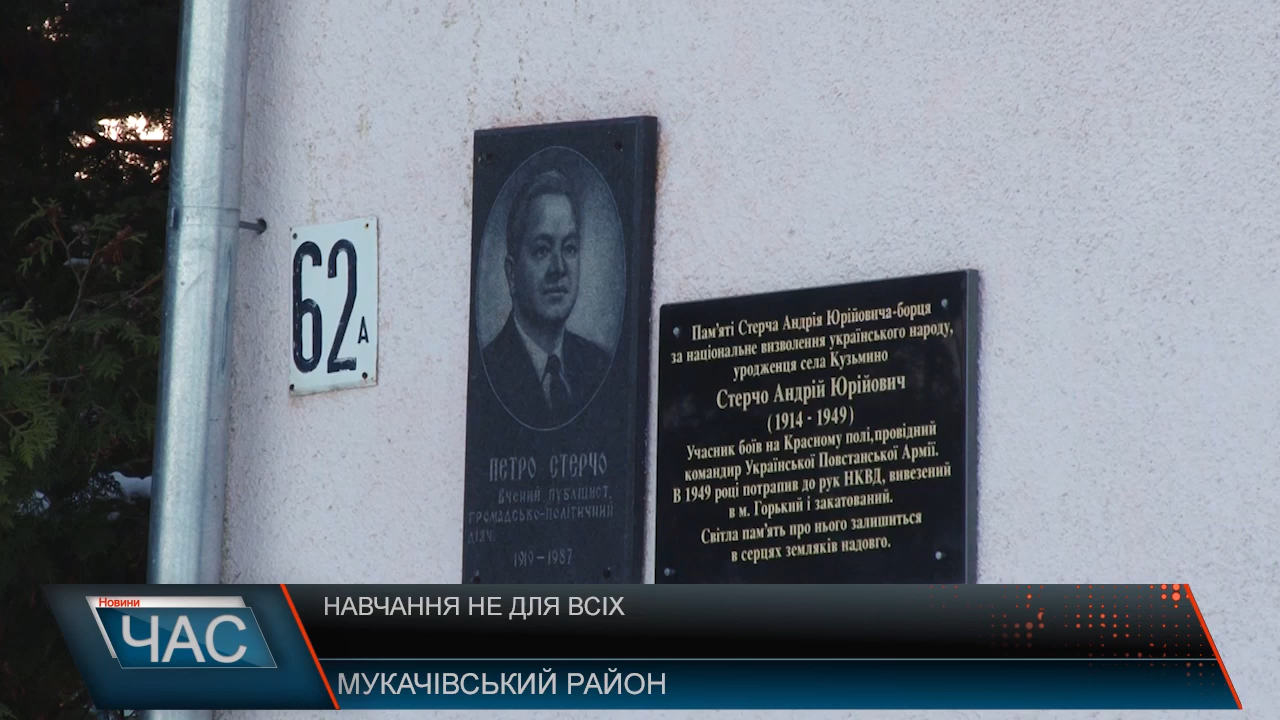 62 А
ПЕТРО СТЕРЧО
Вчений публіцист,
громадсько-політичний
діяч
1919 – 1987
Пам'яті Стерча Андрія Юрійовича-борця
за національне визволення українського народу,
уродженця села Кузьмино
Стерчо Андрій Юрійович
(1914 - 1949)
Учасник боїв на Красному полі,провідний
командир Української Повстанської Армії.
В 1949 році потрапив до рук НКВД, вивезений
в м. Горький і закатований.
Світла пам'ять про нього залишиться
в серцях земляків надовго.
Новини
ЧАС
НАВЧАННЯ НЕ ДЛЯ ВСІХ
МУКАЧІВСЬКИЙ РАЙОН